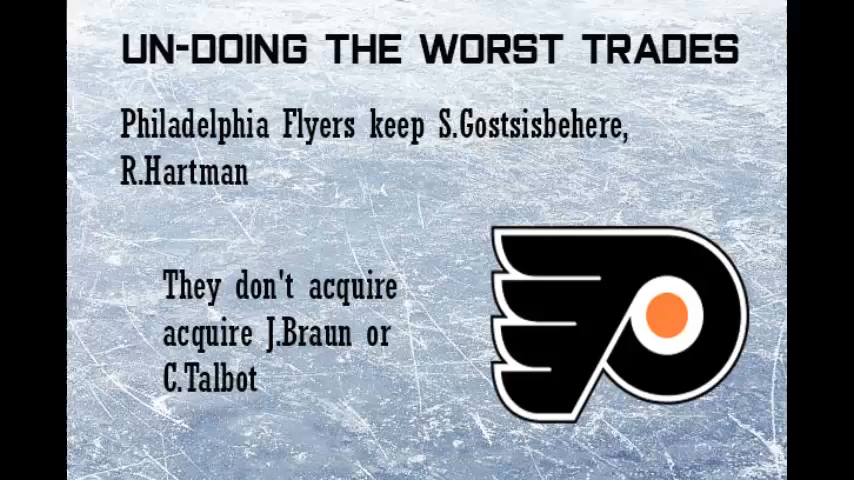 UN-DOING THE WORST TRADES
Philadelphia Flyers keep S.Gostsisbehere,
R.Hartman
They don't acquire
acquire J.Braun or
C.Talbot